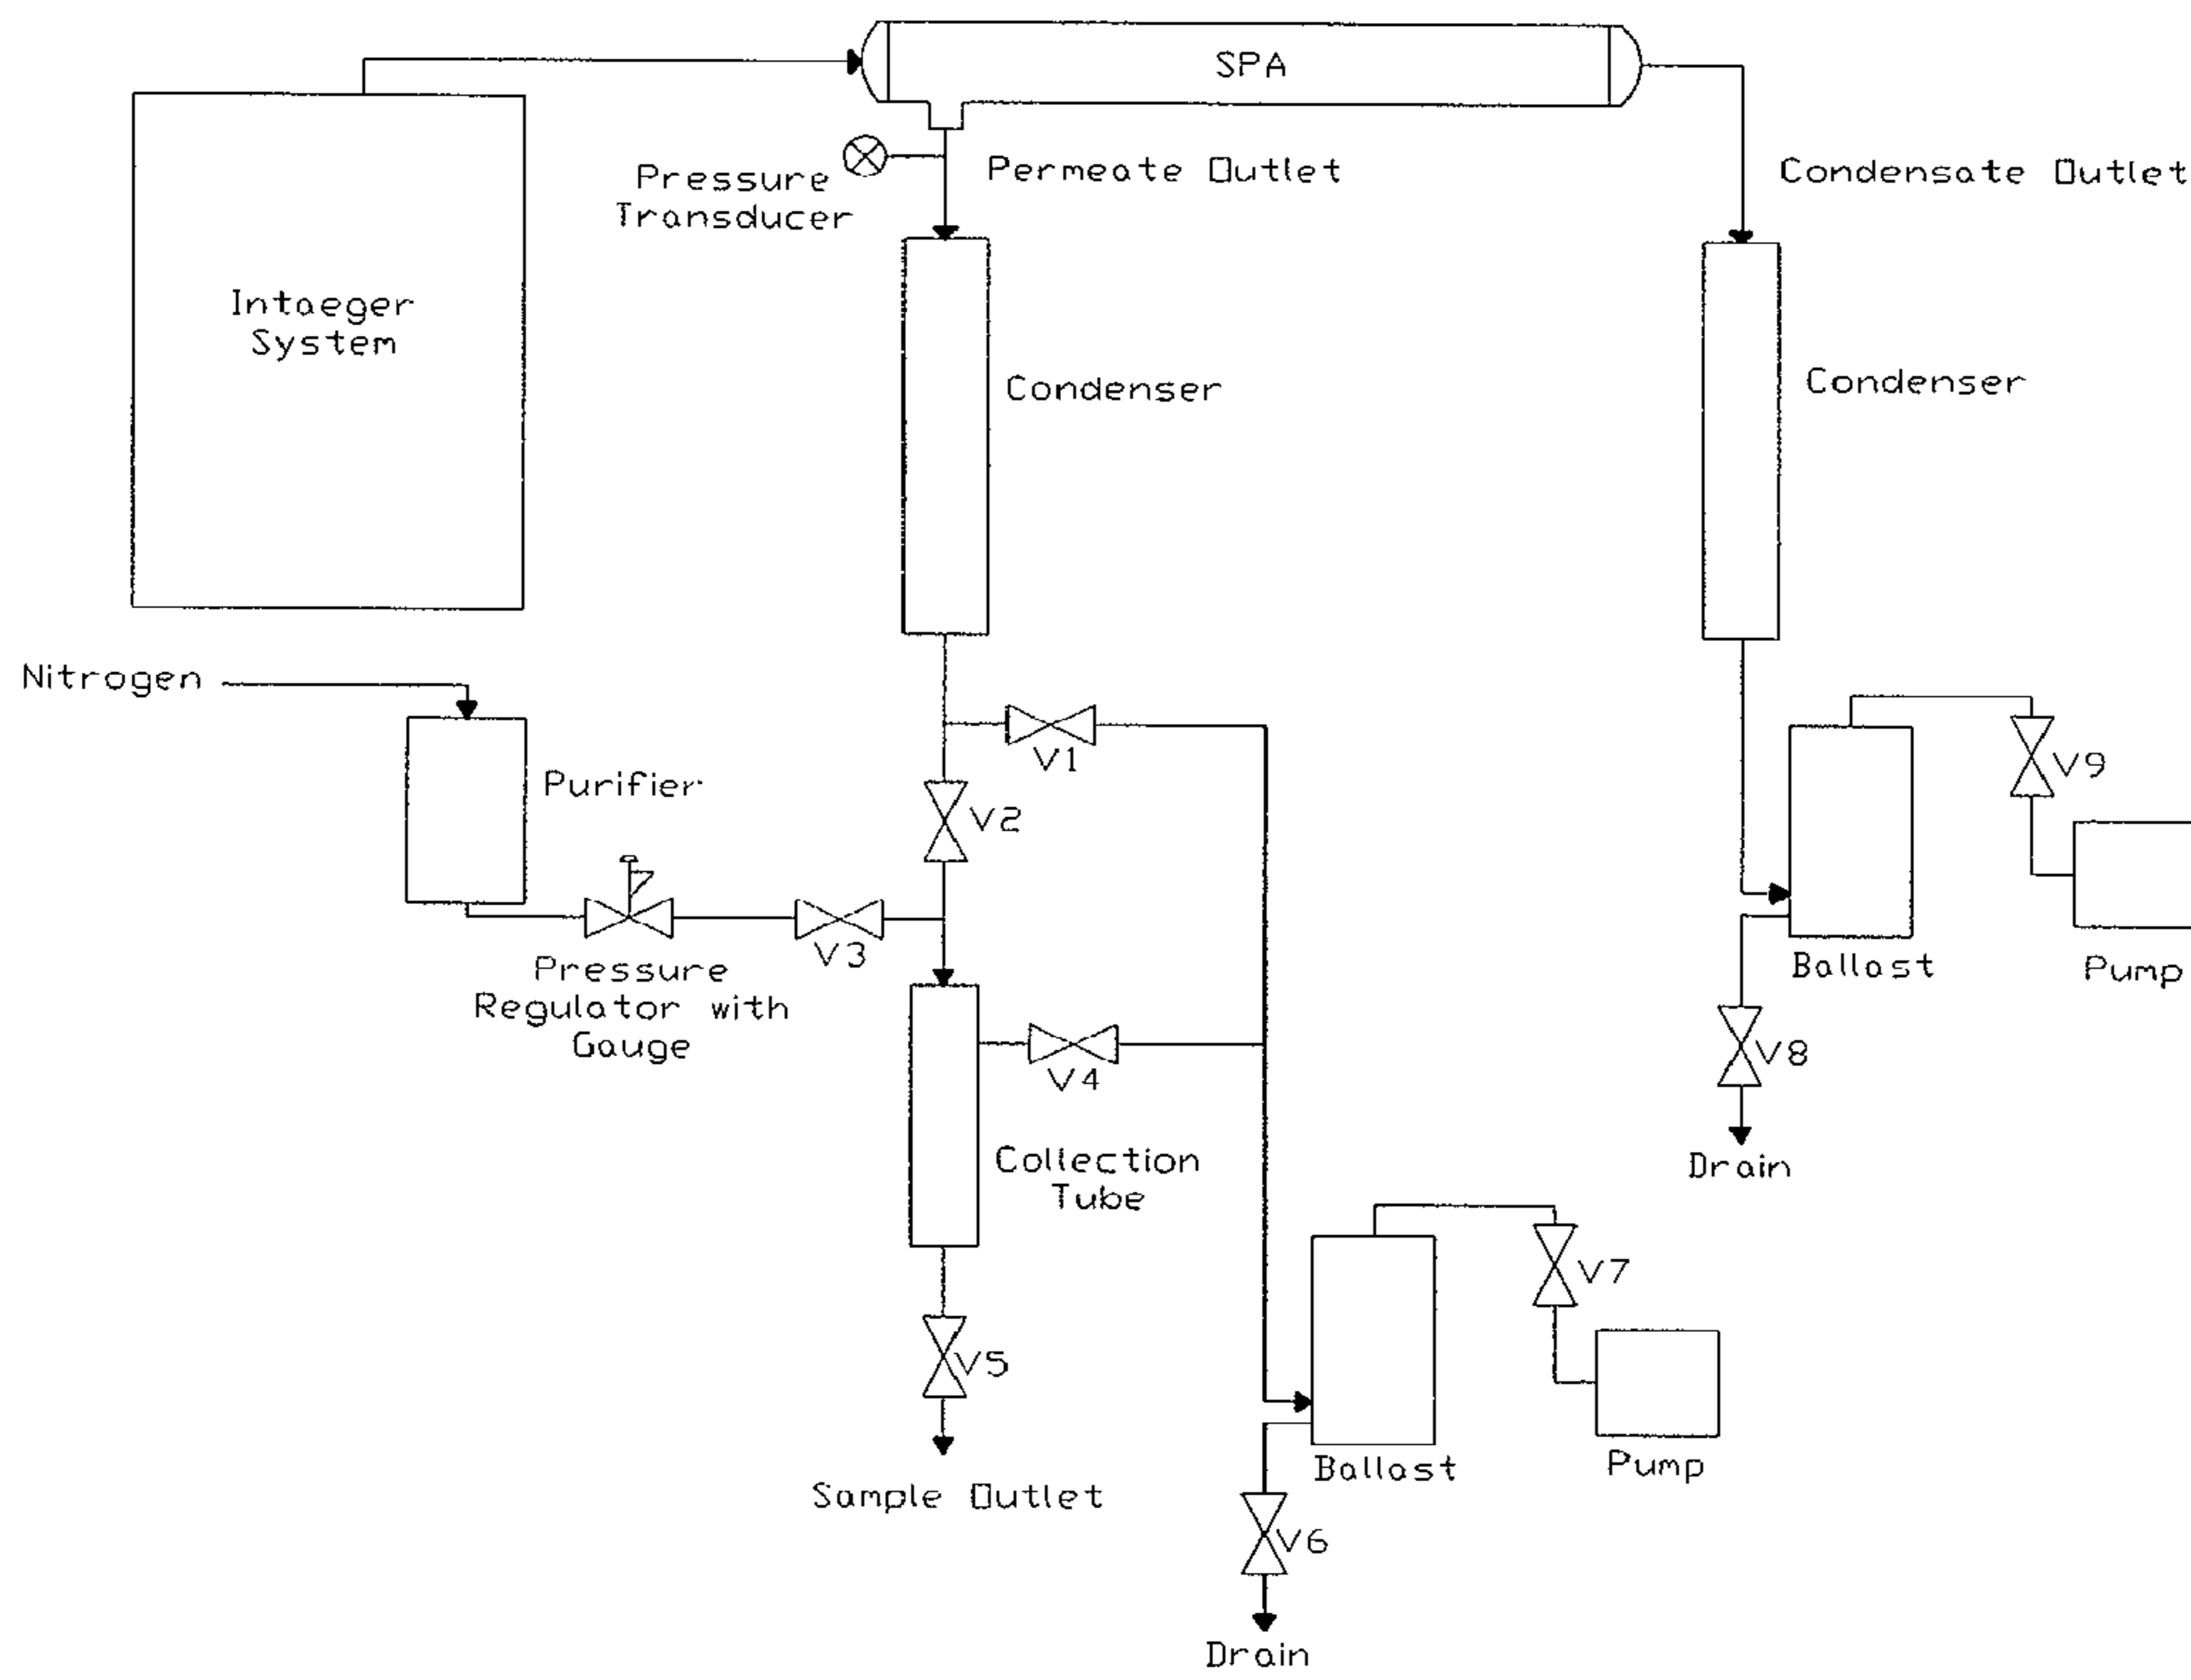 SPA
Pressure
Transducer
Permeate Outlet
Condensate Outlet
Intaeger
System
Condenser
Condenser
Nitrogen
Purifier
V1
V2
V9
V3
Pressure
Regulator with
Gauge
Ballast
Pump
V4
V8
Collection
Tube
Drain
V7
V5
Ballast
Pump
Sample Outlet
V6
Drain